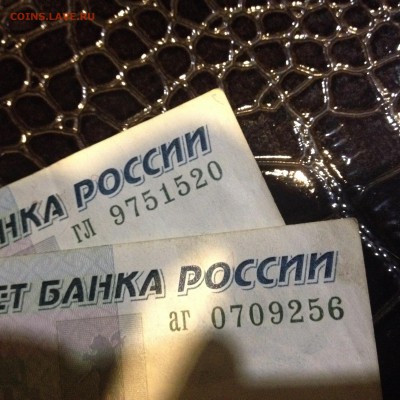 COINS.LAVE.RU
НКА РОССИИ
ГЛ 9751520
ЕТ БАНКА РОССИИ
аг 0709256